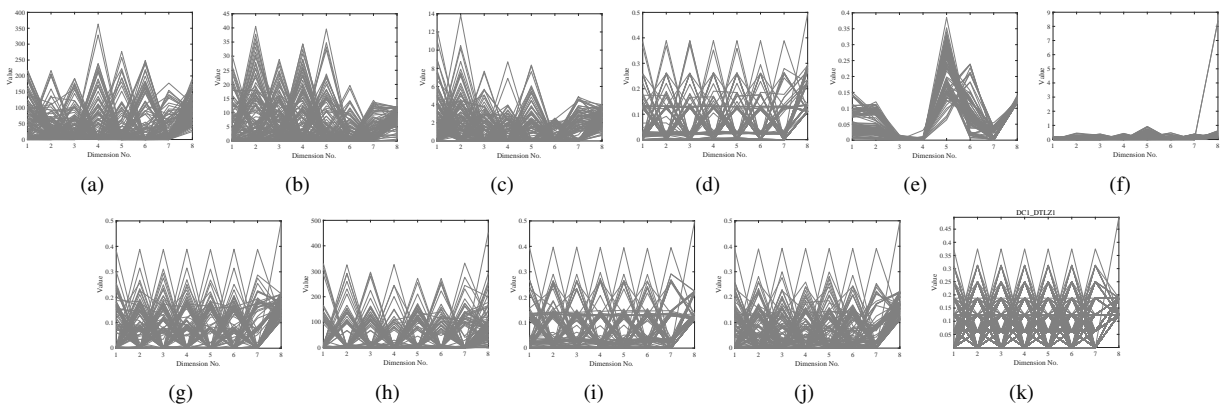 400
350
300
250
200
150
100
50
0
Value
1 2 3 4 5 6 7 8
Dimension No.
(a)
45
40
35
30
25
20
15
10
5
0
Value
1 2 3 4 5 6 7 8
Dimension No.
(b)
14
12
10
8
6
4
2
0
Value
1 2 3 4 5 6 7 8
Dimension No.
(c)
0.5
0.4
0.3
0.2
0.1
0
Value
1 2 3 4 5 6 7 8
Dimension No.
(d)
0.4
0.35
0.3
0.25
0.2
0.15
0.1
0.05
0
Value
1 2 3 4 5 6 7 8
Dimension No.
(e)
9
8
7
6
5
4
3
2
1
0
Value
1 2 3 4 5 6 7 8
Dimension No.
(f)
0.5
0.4
0.3
0.2
0.1
0
Value
1 2 3 4 5 6 7 8
Dimension No.
(g)
500
400
300
200
100
0
Value
1 2 3 4 5 6 7 8
Dimension No.
(h)
0.5
0.4
0.3
0.2
0.1
0
Value
1 2 3 4 5 6 7 8
Dimension No.
(i)
0.5
0.4
0.3
0.2
0.1
0
Value
1 2 3 4 5 6 7 8
Dimension No.
(j)
DC1_DTLZ1
0.45
0.4
0.35
0.3
0.25
0.2
0.15
0.1
0.05
0
Value
1 2 3 4 5 6 7 8
Dimension No.
(k)